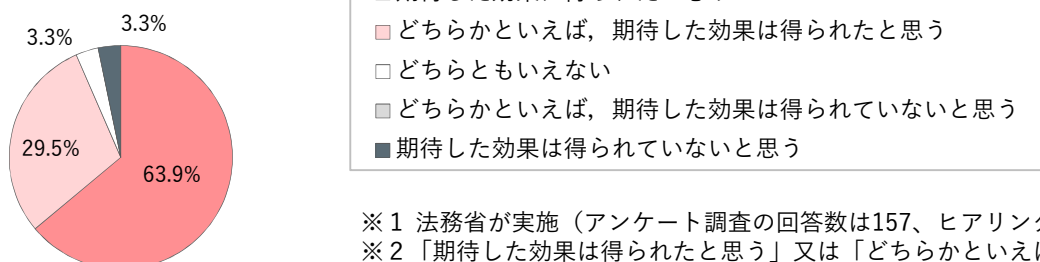 3.3%
3.3%
29.5%
63.9%
どちらかといえば，期待した効果は得られたと思う
どちらともいえない
どちらかといえば，期待した効果は得られていないと思う
期待した効果は得られていないと思う
※１ 法務省が実施（アンケート調査の回答数は157、ヒアリング
※２「期待した効果は得られたと思う」又は「どちらかといえば